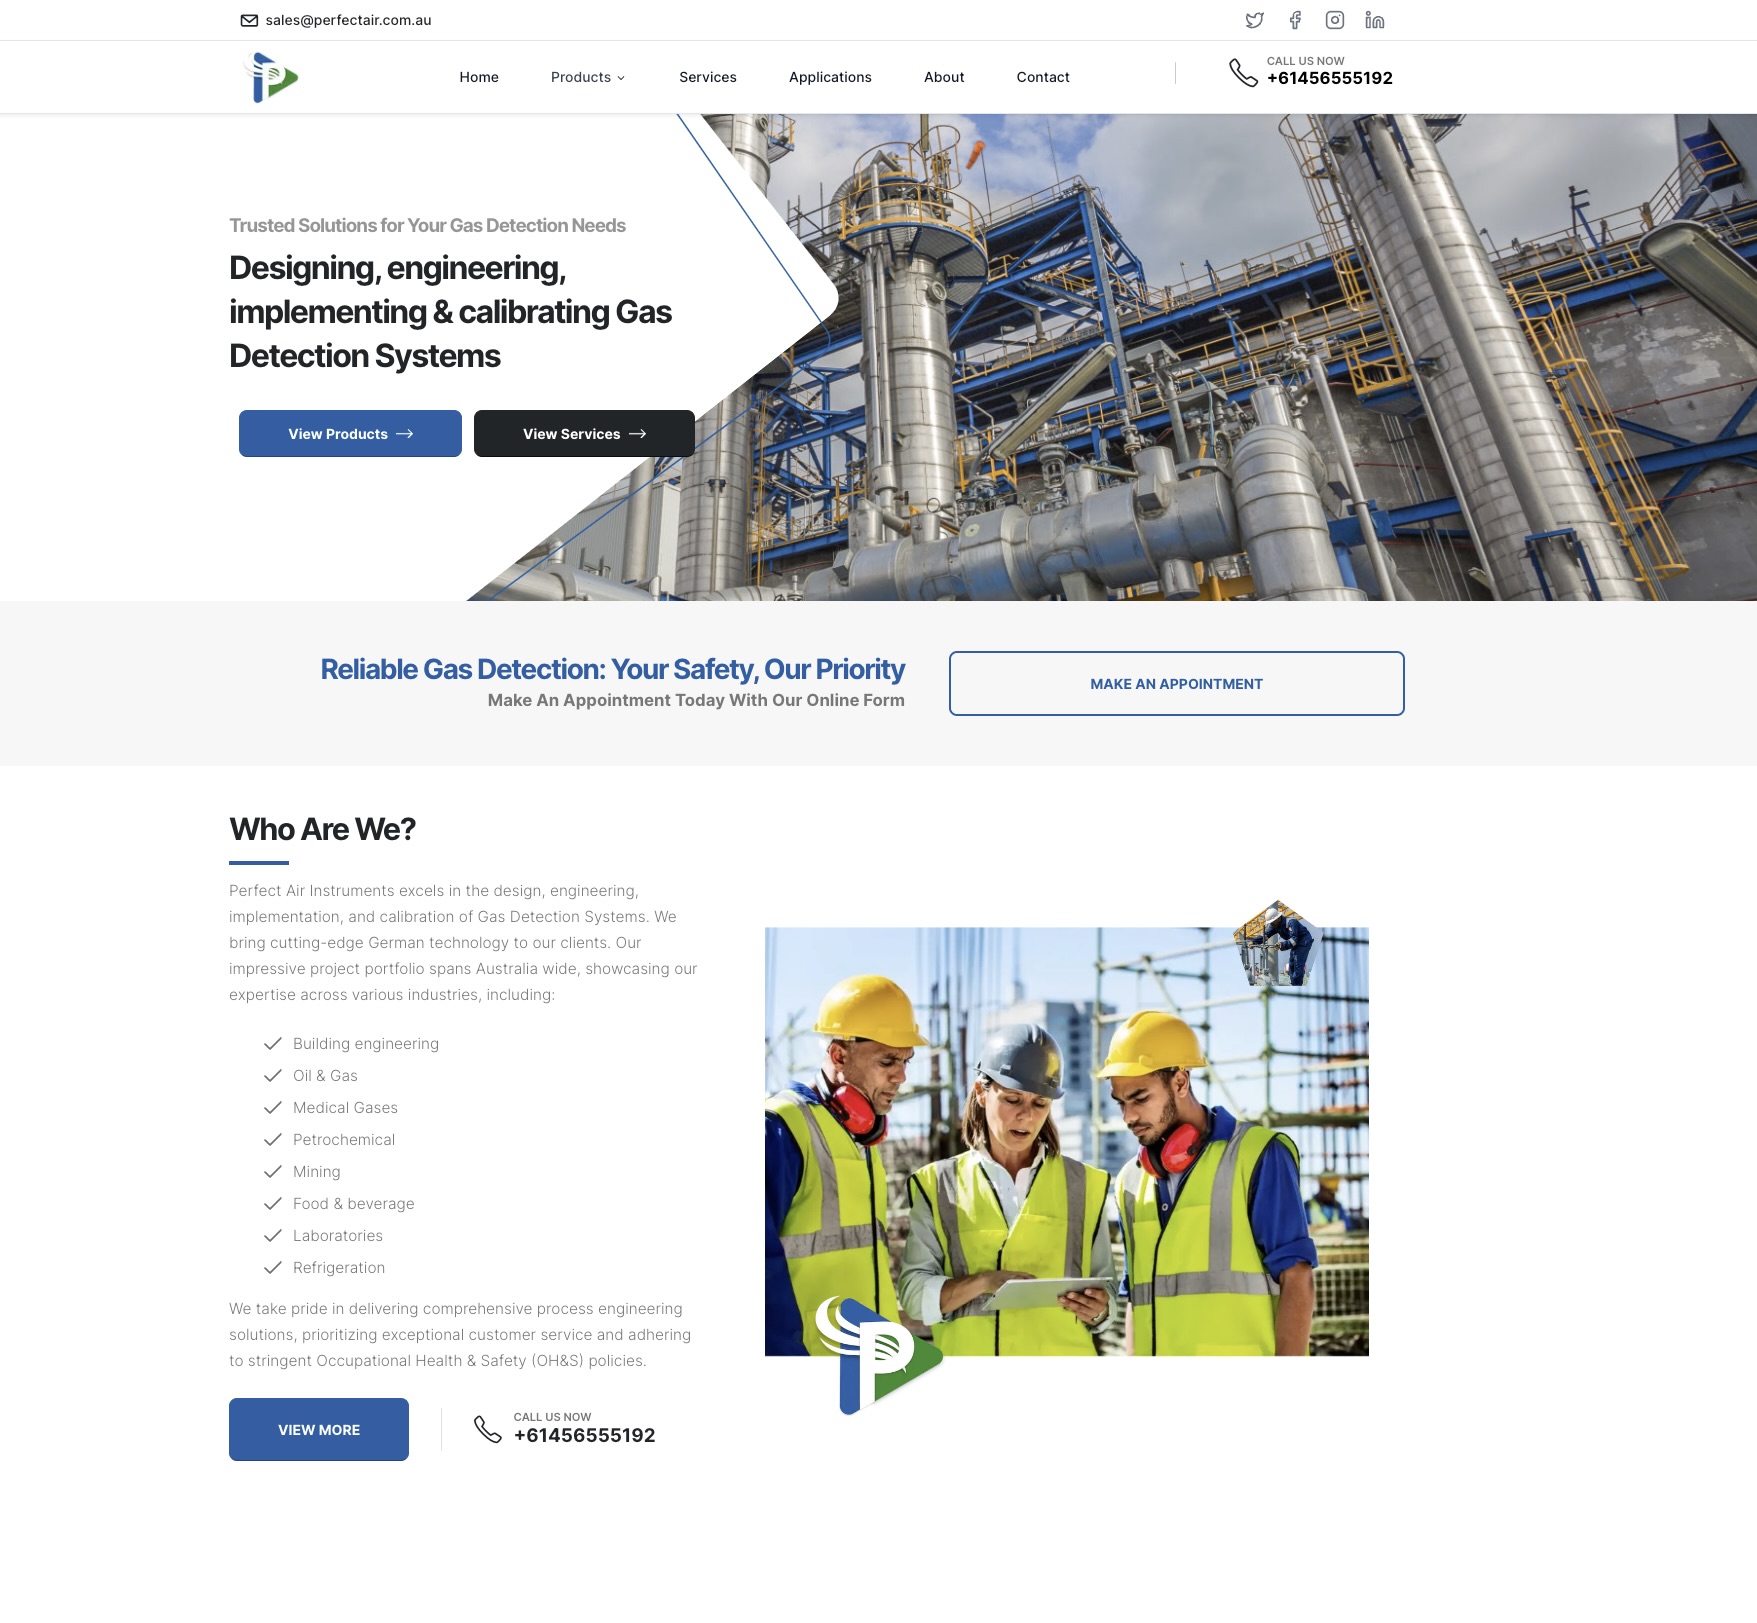 sales@perfectair.com.au
Home
Products
Services
Applications
About
Contact
CALL US NOW
+61456555192
Trusted Solutions for Your Gas Detection Needs
Designing, engineering,
implementing & calibrating Gas
Detection Systems
View Products
View Services
Reliable Gas Detection: Your Safety, Our Priority
Make An Appointment Today With Our Online Form
MAKE AN APPOINTMENT
Who Are We?
Perfect Air Instruments excels in the design, engineering,
implementation, and calibration of Gas Detection Systems. We
bring cutting-edge German technology to our clients. Our
impressive project portfolio spans Australia wide, showcasing our
expertise across various industries, including:
Building engineering
Oil & Gas
Medical Gases
Petrochemical
Mining
Food & beverage
Laboratories
Refrigeration
We take pride in delivering comprehensive process engineering
solutions, prioritizing exceptional customer service and adhering
to stringent Occupational Health & Safety (OH&S) policies.
VIEW MORE
CALL US NOW
+61456555192